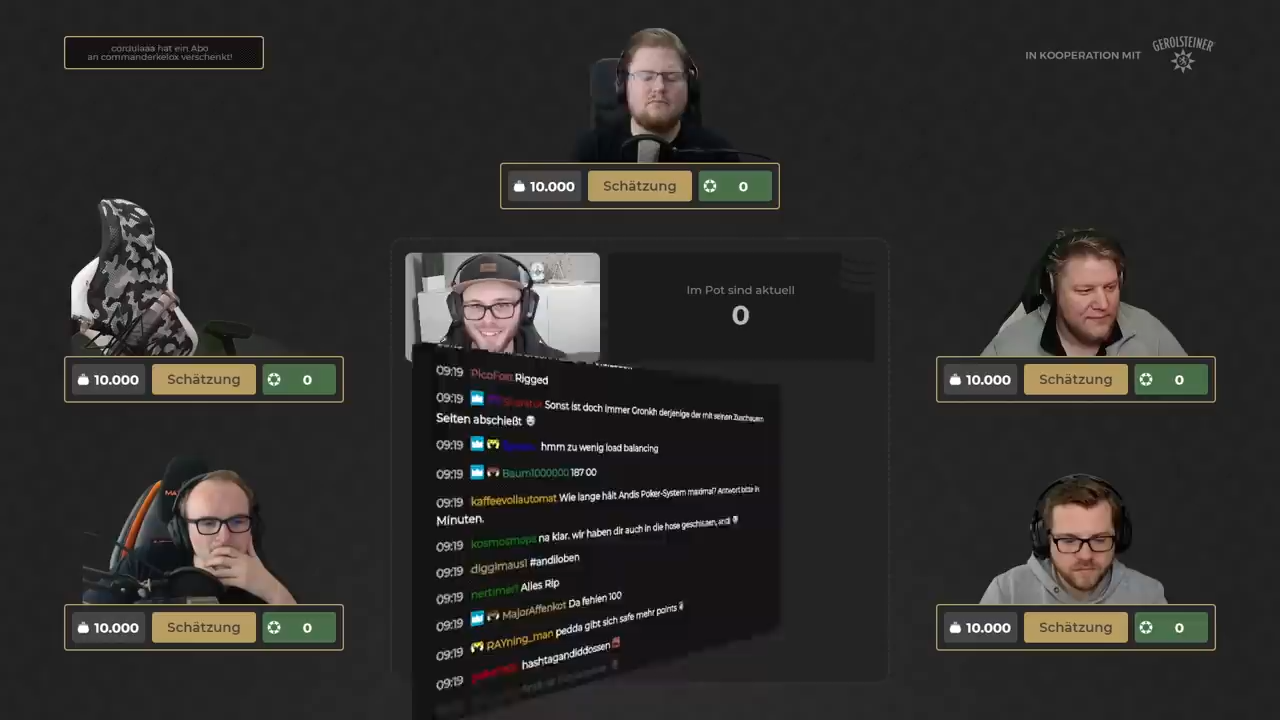 cordulaaa hat ein Abo
an commanderkelox verschenkt!
IN KOOPERATION MIT
GEROLSTEINER
10.000 Schätzung 0
Im Pot sind aktuell
0
10.000 Schätzung 0
10.000 Schätzung 0
10.000 Schätzung 0
10.000 Schätzung 0
09:19 Rigged
09:19 Sonst ist doch immer Gronkh derjenige der mit seinen Zuschauern
Seiten abschießt
09:19 hmm zu wenig load balancing
09:19 Baum1000000 187 00
09:19 kaffeevollautomat Wie lange hält Andis Poker-System maximal? Antwort bitte in
Minuten.
09:19 na klar. wir haben dir auch in die hose geschissen, andi
09:19 diggimausi #andiloben
09:19 Alles Rip
09:19 MajorAffenkot Da fehlen 100
09:19 RAYning_man pedda gibt sich safe mehr points
09:19 hashtagandiddossen